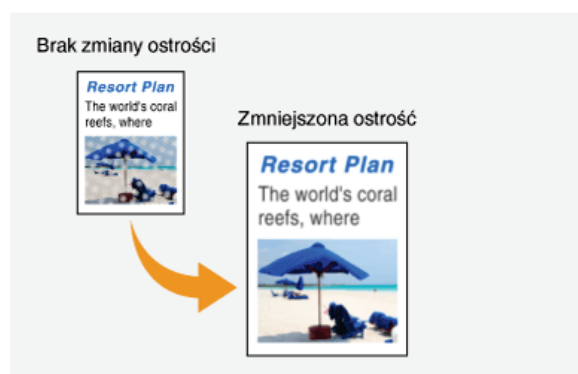 Brak zmiany ostrości
Resort Plan
The world's coral
reefs, where
Zmniejszona ostrość
Resort Plan
The world's coral
reefs, where